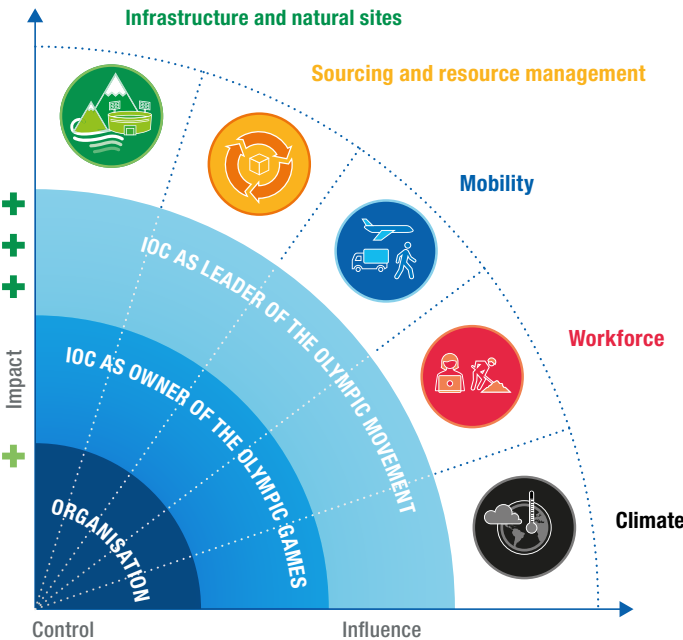 Infrastructure and natural sites
Sourcing and resource management
Mobility
Workforce
Climate
IOC AS LEADER OF THE OLYMPIC MOVEMENT
IOC AS OWNER OF THE OLYMPIC GAMES
ORGANISATION
Impact
Control
Influence